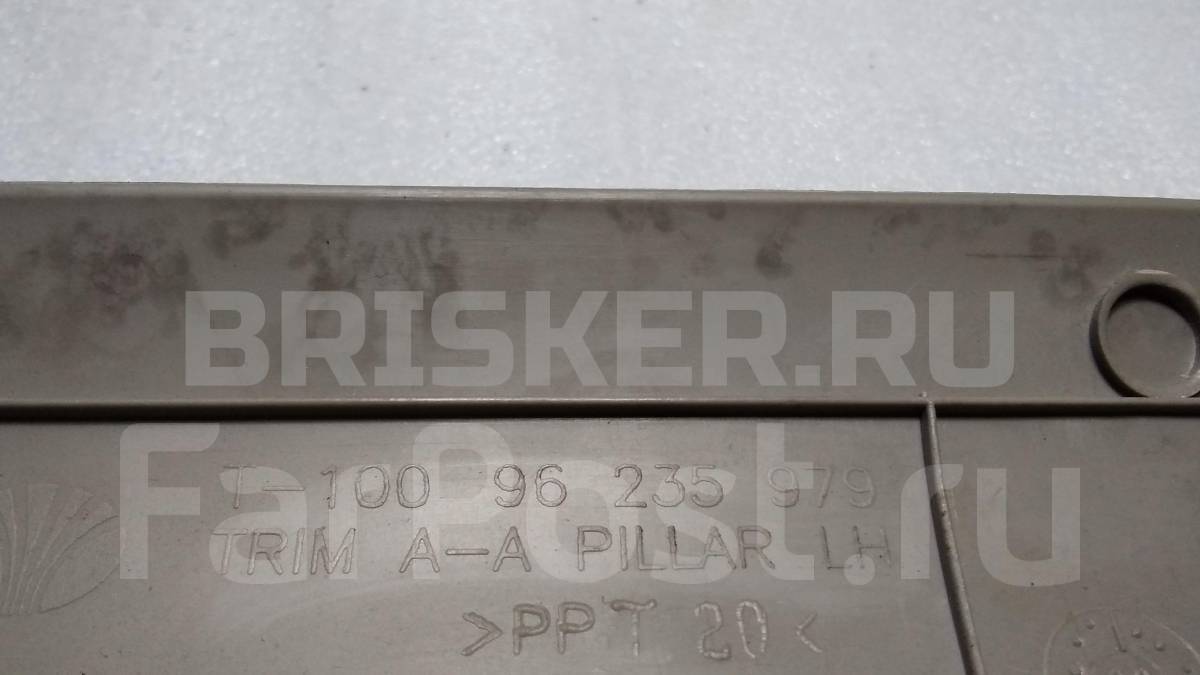 BRISKER.RU
FarPost.ru
T-100 96 235 979
TRIM A-A PILLAR LH
>PPT 20<